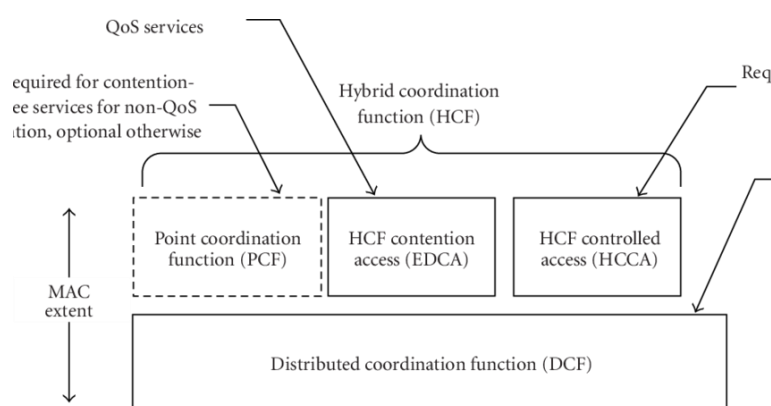 QoS services
equired for contention-
ee services for non-QoS
tion, optional otherwise
Hybrid coordination
function (HCF)
Req
Point coordination
function (PCF)
HCF contention
access (EDCA)
HCF controlled
access (HCCA)
MAC
extent
Distributed coordination function (DCF)